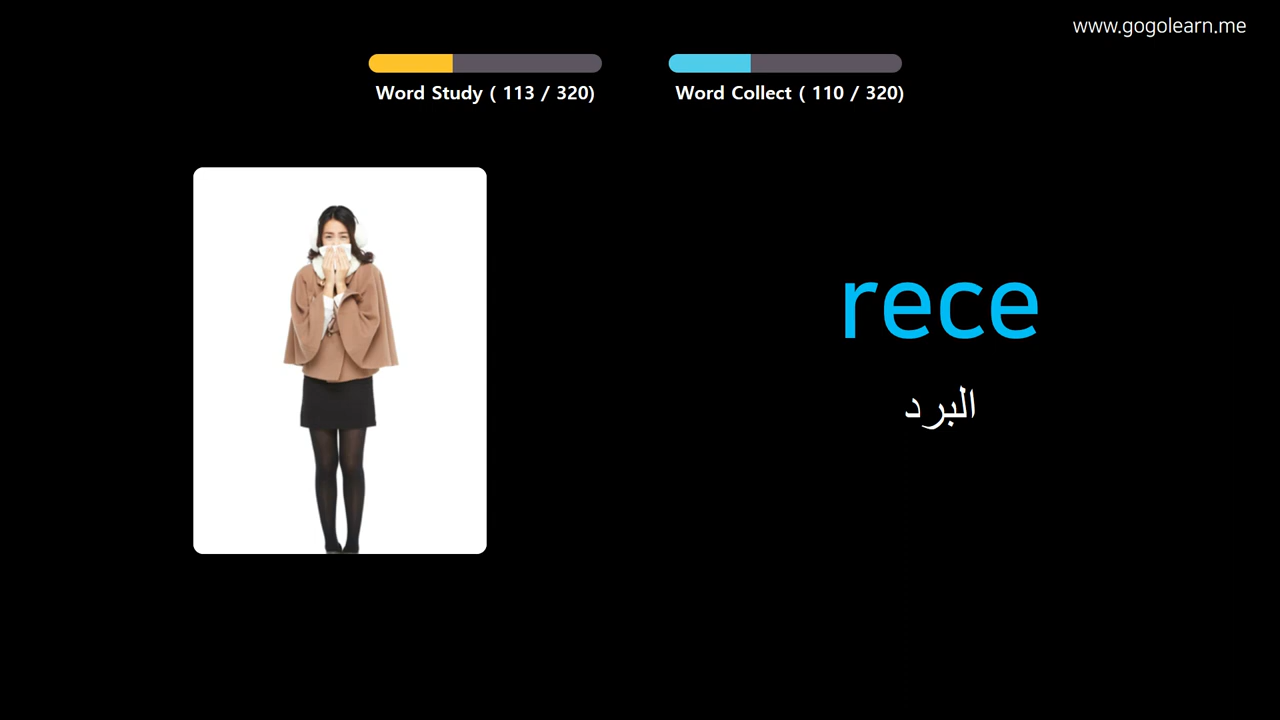 www.gogolearn.me
Word Study ( 113 / 320)
Word Collect ( 110 / 320)
rece
البرد